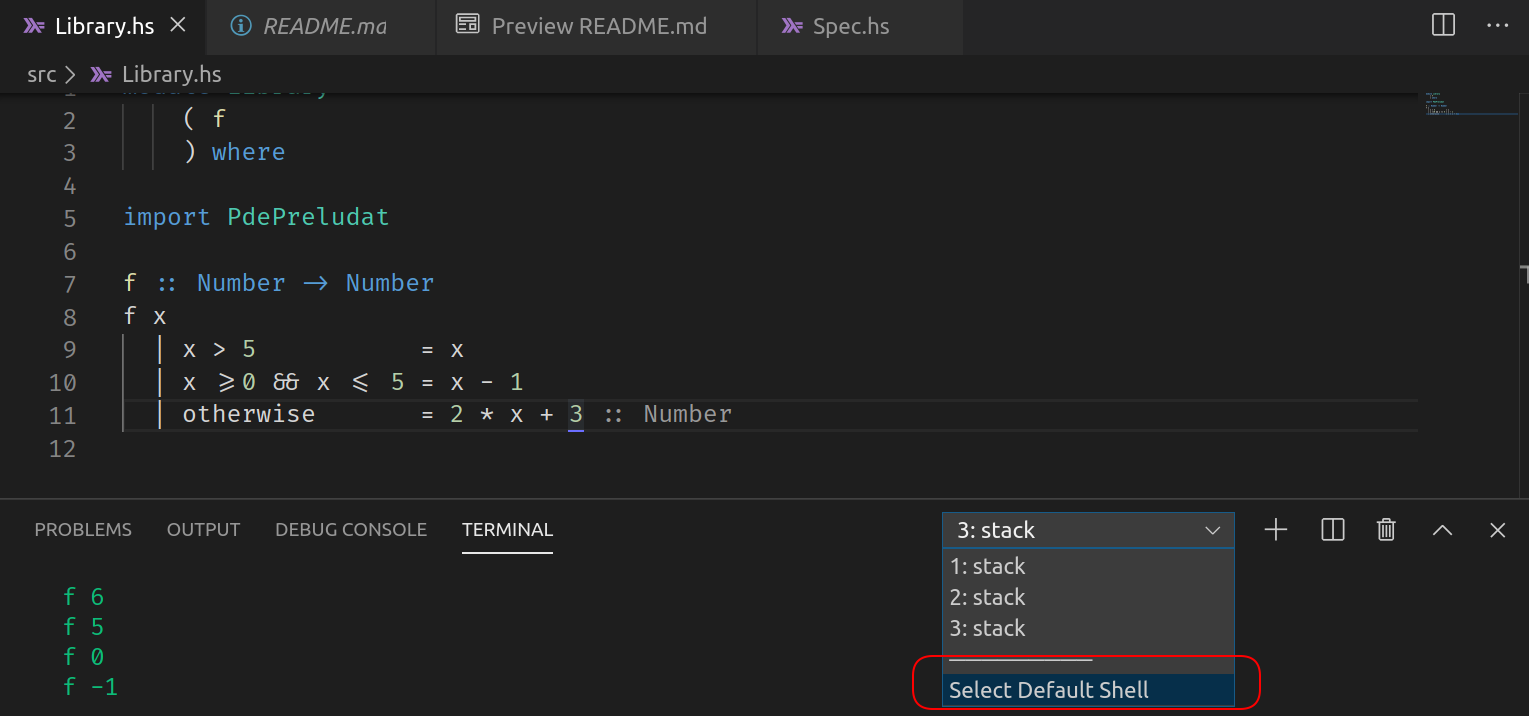 Library.hs README.md Preview README.md Spec.hs
src Library.hs
1 module Library
2 ( f
3 ) where
4
5 import PdePreludat
6
7 f :: Number → Number
8 f x
9 | x > 5 = x
10 | x ⩾0 && x ⩽ 5 = x - 1
11 | otherwise = 2 * x + 3 :: Number
12
PROBLEMS OUTPUT DEBUG CONSOLE TERMINAL 3: stack
1: stack
2: stack
3: stack
Select Default Shell
f 6
f 5
f 0
f -1